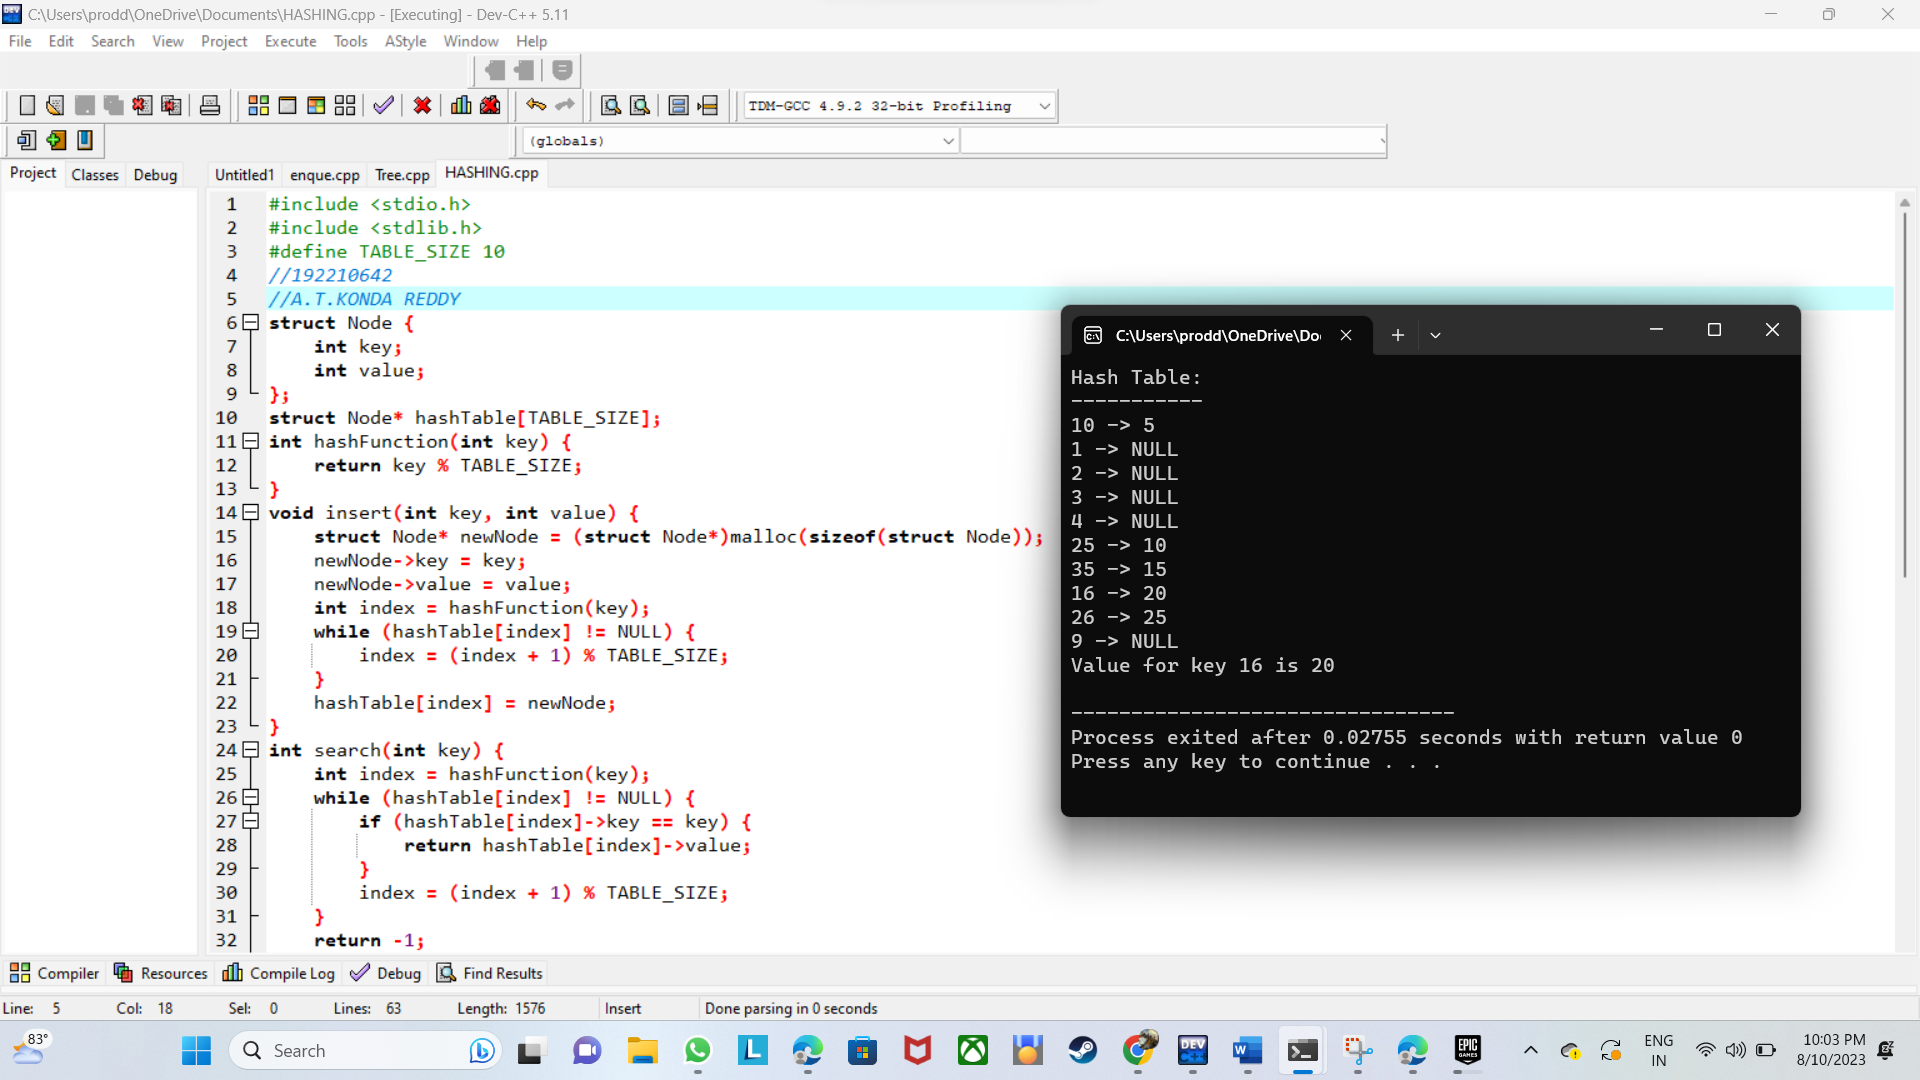 C:\Users\prodd\OneDrive\Documents\HASHING.cpp - [Executing] - Dev-C++ 5.11
File Edit Search View Project Execute Tools AStyle Window Help
TDM-GCC 4.9.2 32-bit Profiling
(globals)
Project Classes Debug
Untitled1 enque.cpp Tree.cpp HASHING.cpp
1 #include <stdio.h>
2 #include <stdlib.h>
3 #define TABLE_SIZE 10
4 //192210642
5 //A.T.KONDA REDDY
6 struct Node {
7 int key;
8 int value;
9 };
10 struct Node* hashTable[TABLE_SIZE];
11 int hashFunction(int key) {
12 return key % TABLE_SIZE;
13 }
14 void insert(int key, int value) {
15 struct Node* newNode = (struct Node*)malloc(sizeof(struct Node));
16 newNode->key = key;
17 newNode->value = value;
18 int index = hashFunction(key);
19 while (hashTable[index] != NULL) {
20 index = (index + 1) % TABLE_SIZE;
21 }
22 hashTable[index] = newNode;
23 }
24 int search(int key) {
25 int index = hashFunction(key);
26 while (hashTable[index] != NULL) {
27 if (hashTable[index]->key == key) {
28 return hashTable[index]->value;
29 }
30 index = (index + 1) % TABLE_SIZE;
31 }
32 return -1;
C:\Users\prodd\OneDrive\Do
Hash Table:
-----------
10 -> 5
1 -> NULL
2 -> NULL
3 -> NULL
4 -> NULL
25 -> 10
35 -> 15
16 -> 20
26 -> 25
9 -> NULL
Value for key 16 is 20
--------------------------------
Process exited after 0.02755 seconds with return value 0
Press any key to continue . . .
Compiler Resources Compile Log Debug Find Results
Line: 5 Col: 18 Sel: 0 Lines: 63 Length: 1576 Insert Done parsing in 0 seconds
83°
Search
L
DEV
C++
W
EPIC
GAMES
ENG
IN
10:03 PM
8/10/2023